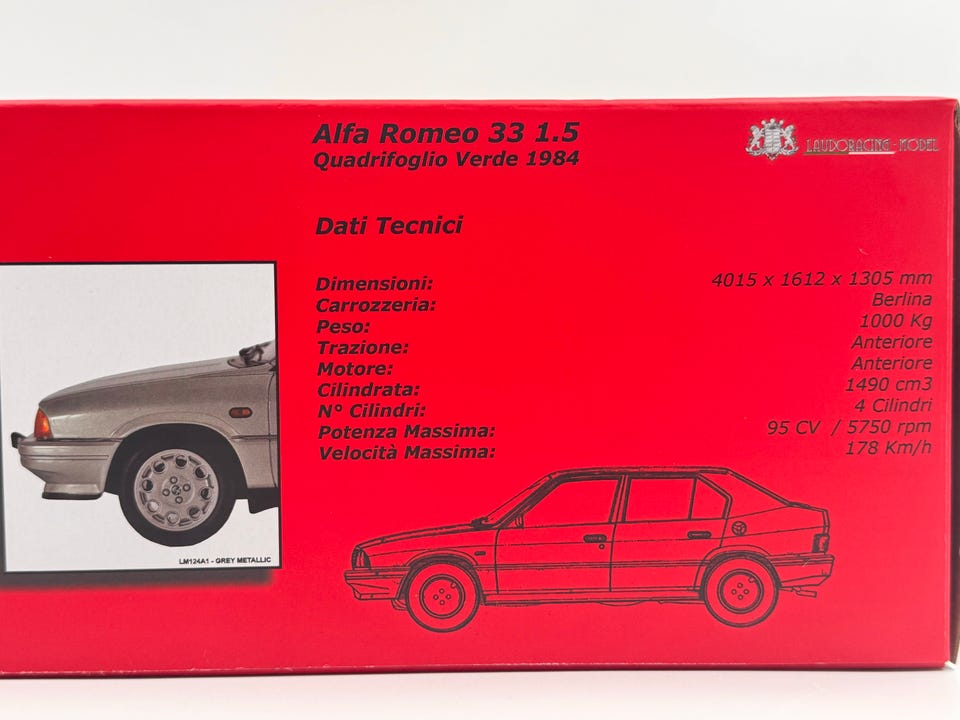 Alfa Romeo 33 1.5
Quadrifoglio Verde 1984
LAUDORACING-MODEL
Dati Tecnici
Dimensioni: 4015 x 1612 x 1305 mm
Carrozzeria: Berlina
Peso: 1000 Kg
Trazione: Anteriore
Motore: Anteriore
Cilindrata: 1490 cm3
N° Cilindri: 4 Cilindri
Potenza Massima: 95 CV / 5750 rpm
Velocità Massima: 178 Km/h
LM124A1 - GREY METALLIC